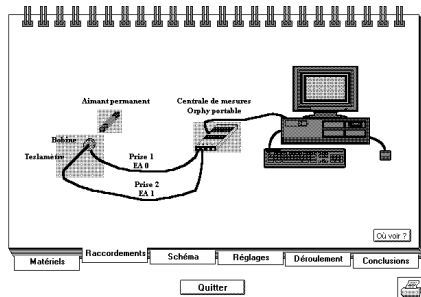 Aimant permanent
Centrale de mesures
Orphy portable
Bobine
Teslamètre
Prise 1
EA 0
Prise 2
EA 1
Où voir ?
Matériels
Raccordements
Schéma
Réglages
Déroulement
Conclusions
Quitter